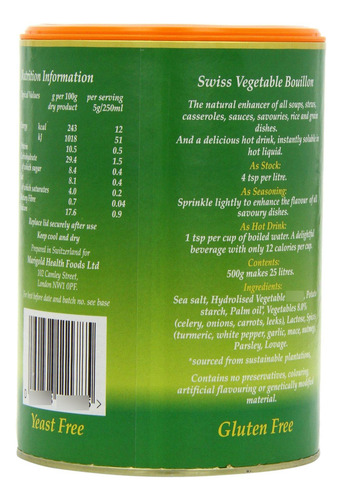 Nutrition Information
Values
g per 100g
dry product
per serving
5g/250ml
kcal
243
12
kJ
1018
51
10.5
0.5
29.4
1.5
which sugar
8.4
0.4
8.1
0.4
which saturates
4.0
0.2
0.7
0.04
17.6
0.9
Replace lid securely after use
Keep cool and dry
Prepared in Switzerland for
Marigold Health Foods Ltd
102 Camley Street,
London NW1 0PF.
before date and batch no. see base
Yeast Free
Swiss Vegetable Bouillon
The natural enhancer of all soups, stews,
casseroles, sauces, savouries, rice and grain
dishes.
And a delicious hot drink, instantly soluble in
hot liquid.
As Stock:
4 tsp per litre.
As Seasoning:
Sprinkle lightly to enhance the flavour of all
savoury dishes.
As Hot Drink:
1 tsp per cup of boiled water. A delightful
beverage with only 12 calories per cup.
Contents:
500g makes 25 litres.
Ingredients:
Sea salt, Hydrolised Vegetable Potato
starch, Palm oil*, Vegetables 8.0%
(celery, onions, carrots, leeks), Lactose, Spices
(turmeric, white pepper, garlic, mace, nutmeg),
Parsley, Lovage.
*sourced from sustainable plantations.
Contains no preservatives, colouring,
artificial flavouring or genetically modified
material.
Gluten Free